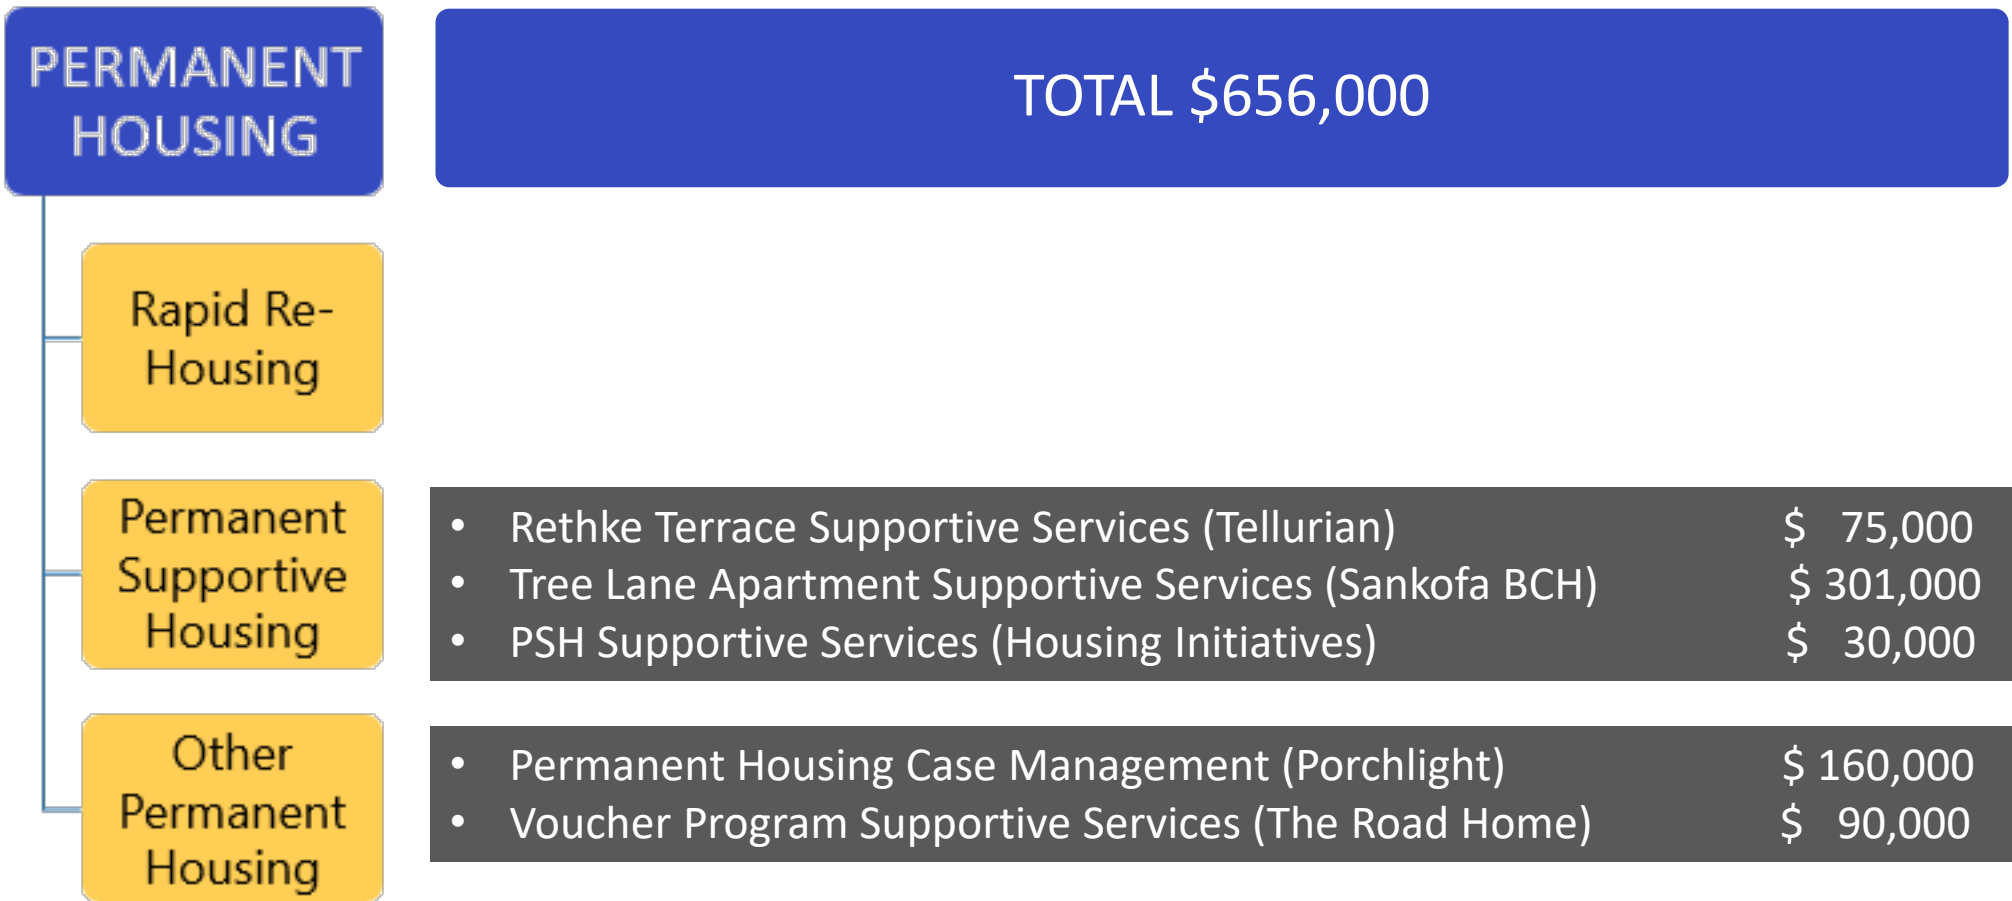 PERMANENT
HOUSING
TOTAL $656,000
Rapid Re-
Housing
Permanent
Supportive
Housing
• Rethke Terrace Supportive Services (Tellurian) $ 75,000
• Tree Lane Apartment Supportive Services (Sankofa BCH) $ 301,000
• PSH Supportive Services (Housing Initiatives) $ 30,000
Other
Permanent
Housing
• Permanent Housing Case Management (Porchlight) $ 160,000
• Voucher Program Supportive Services (The Road Home) $ 90,000